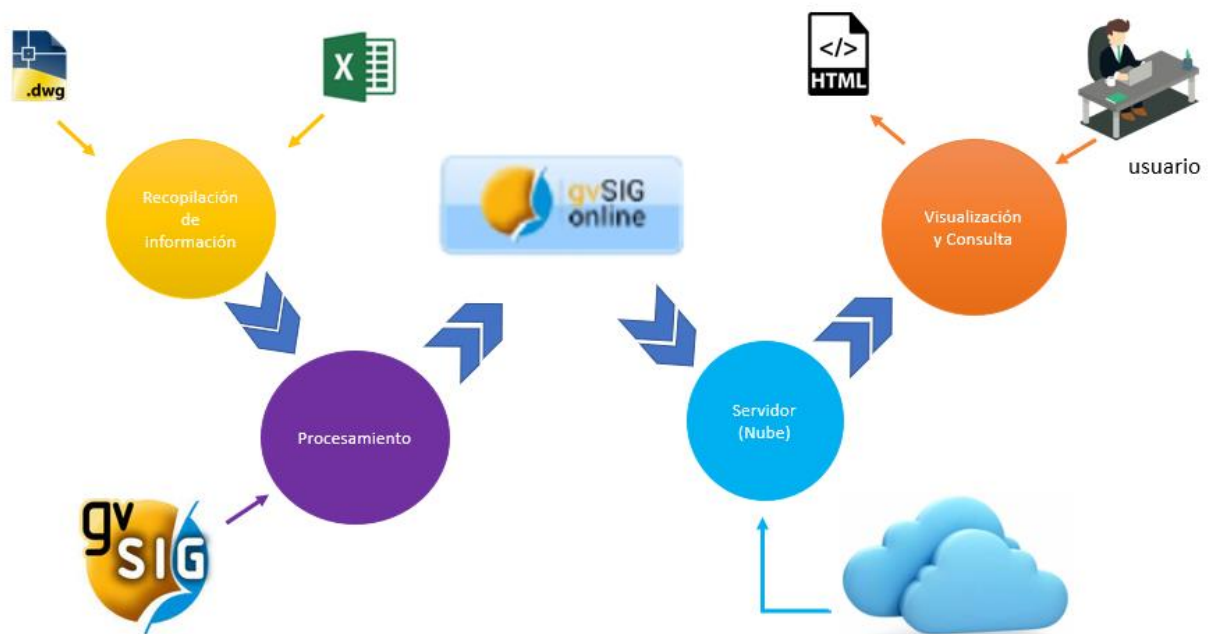 .dwg
X
</>
HTML
usuario
Recopilación
de
información
gvSIG
online
Visualización
y Consulta
Procesamiento
Servidor
(Nube)
gv
SIG